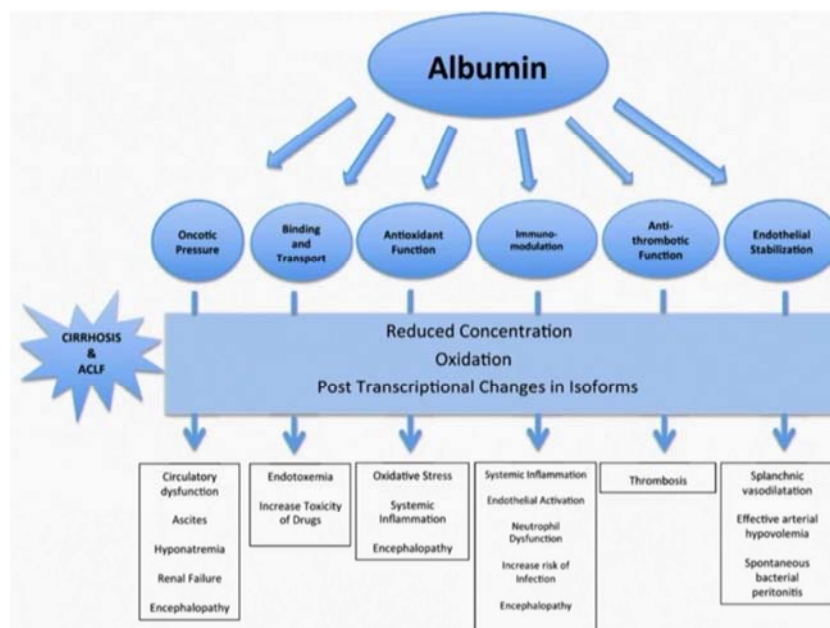 Albumin
Oncotic
Pressure
Binding
and
Transport
Antioxidant
Function
Immuno-
modulation
Anti-
thrombotic
Function
Endothelial
Stabilization
CIRRHOSIS
&
ACLF
Reduced Concentration
Oxidation
Post Transcriptional Changes in Isoforms
Circulatory
dysfunction
Ascites
Hyponatremia
Renal Failure
Encephalopathy
Endotoxemia
Increase Toxicity
of Drugs
Oxidative Stress
Systemic
Inflammation
Encephalopathy
Systemic Inflammation
Endothelial Activation
Neutrophil
Dysfunction
Increase risk of
Infection
Encephalopathy
Thrombosis
Splanchnic
vasodilatation
Effective arterial
hypovolemia
Spontaneous
bacterial
peritonitis